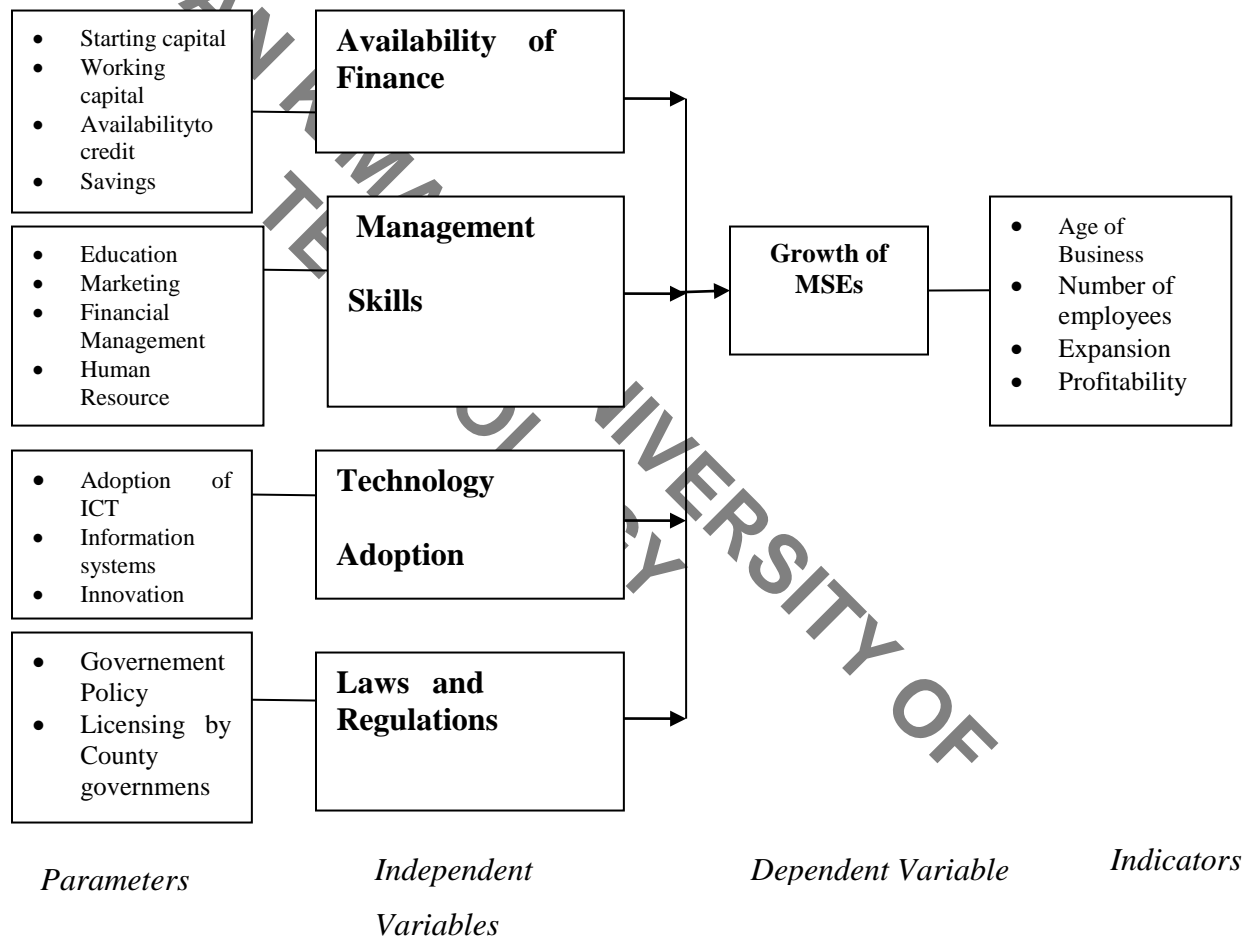 • Starting capital
• Working
capital
• Availabilityto
credit
• Savings
Availability of
Finance
• Education
• Marketing
• Financial
Management
• Human
Resource
Management
Skills
• Adoption of
ICT
• Information
systems
• Innovation
Technology
Adoption
• Governement
Policy
• Licensing by
County
governmens
Laws and
Regulations
Growth of
MSEs
• Age of
Business
• Number of
employees
• Expansion
• Profitability
Parameters
Independent
Variables
Dependent Variable
Indicators
UNIVERSITY OF